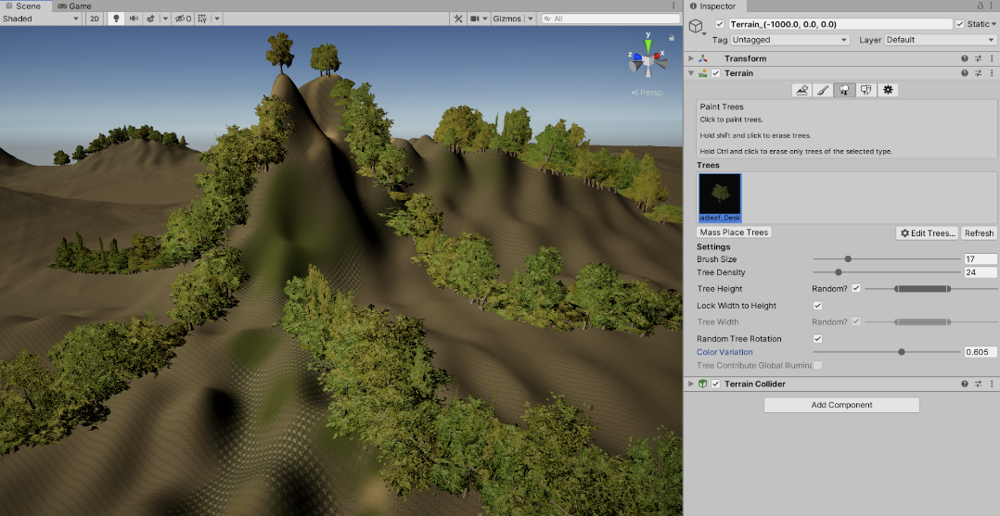 Scene
Game
Shaded
2D
0
Gizmos
All
y
z
x
Persp
Inspector
Terrain_(-1000.0, 0.0, 0.0)
Static
Tag Untagged Layer Default
Transform
Terrain
Paint Trees
Click to paint trees.
Hold shift and click to erase trees.
Hold Ctrl and click to erase only trees of the selected type.
Trees
adleaf_Desk
Mass Place Trees
Edit Trees...
Refresh
Settings
Brush Size 17
Tree Density 24
Tree Height Random?
Lock Width to Height
Tree Width Random?
Random Tree Rotation
Color Variation 0.605
Tree Contribute Global Illumina
Terrain Collider
Add Component